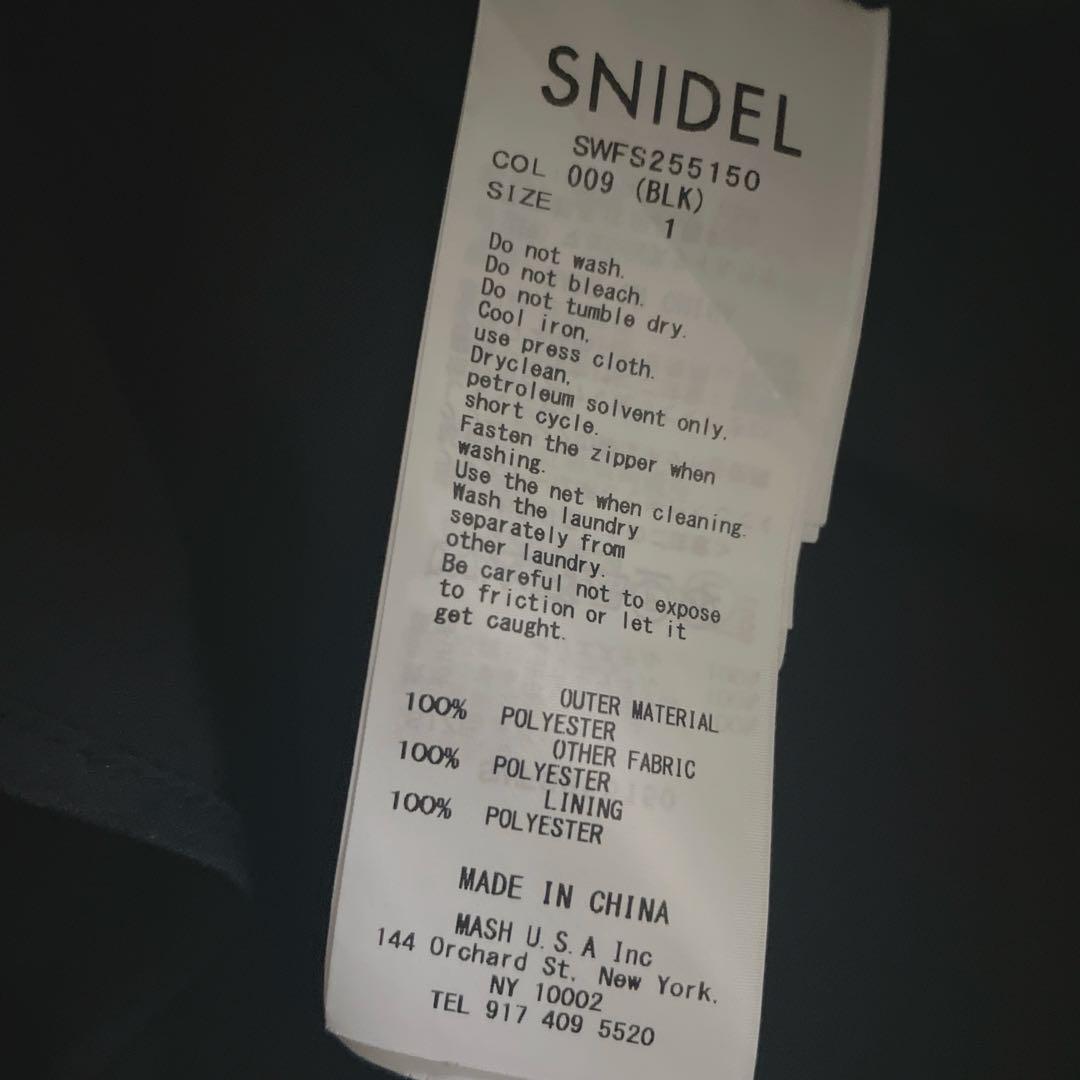 SNIDEL
SWFS255150
COL 009 (BLK)
SIZE 1
Do not wash.
Do not bleach.
Do not tumble dry.
Cool iron,
use press cloth.
Dryclean,
petroleum solvent only,
short cycle.
Fasten the zipper when
washing.
Use the net when cleaning.
Wash the laundry
separately from
other laundry.
Be careful not to expose
to friction or let it
get caught.
OUTER MATERIAL
100% POLYESTER
OTHER FABRIC
100% POLYESTER
LINING
100% POLYESTER
MADE IN CHINA
MASH U.S.A Inc
144 Orchard St. New York.
NY 10002
TEL 917 409 5520